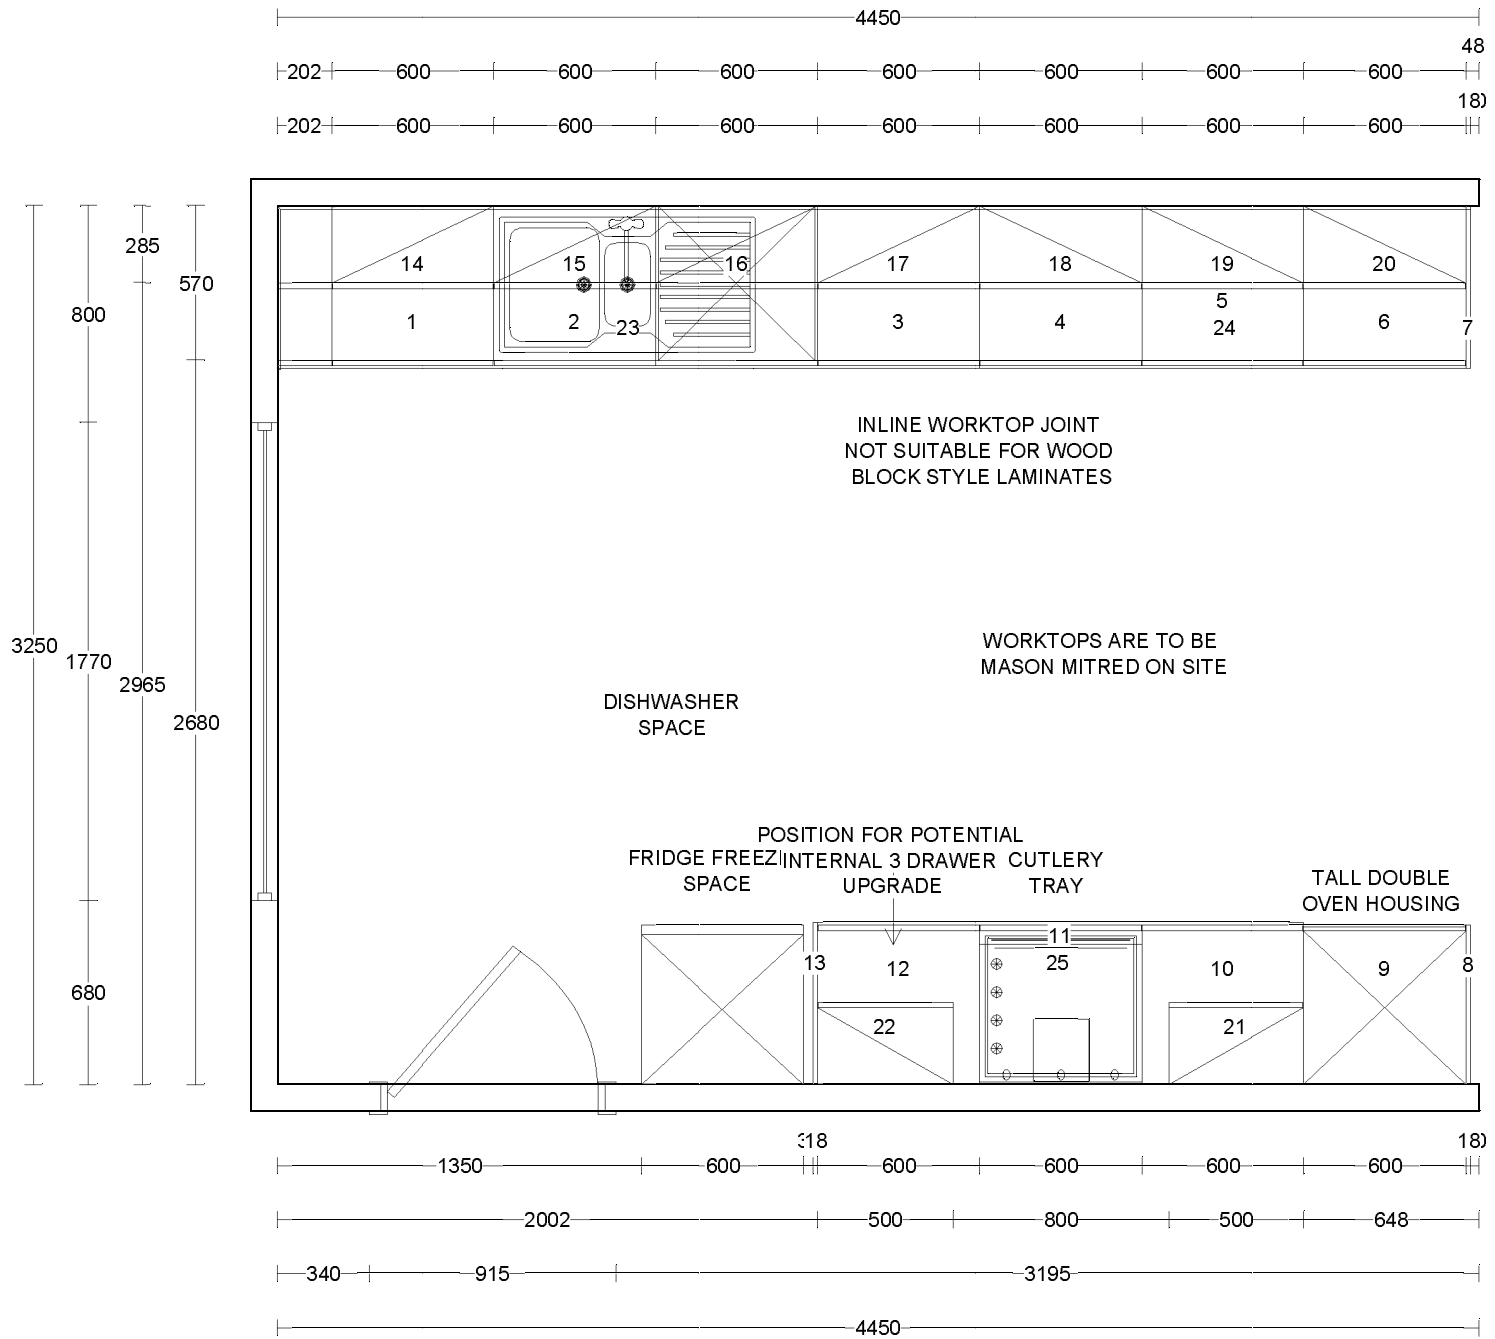 4450
48
202 600 600 600 600 600 600 600
18
202 600 600 600 600 600 600 600
285
570
800
3250
1770
2965
2680
680
14 15 16 17 18 19 20
5
1 2 23 3 4 24 6 7
INLINE WORKTOP JOINT
NOT SUITABLE FOR WOOD
BLOCK STYLE LAMINATES
WORKTOPS ARE TO BE
MASON MITRED ON SITE
DISHWASHER
SPACE
POSITION FOR POTENTIAL
INTERNAL 3 DRAWER
UPGRADE
FRIDGE FREEZ
SPACE
CUTLERY
TRAY
TALL DOUBLE
OVEN HOUSING
11
13 12 25 10 9 8
22 21
18 18
1350 600 600 600 600 600
2002 500 800 500 648
340 915 3195
4450